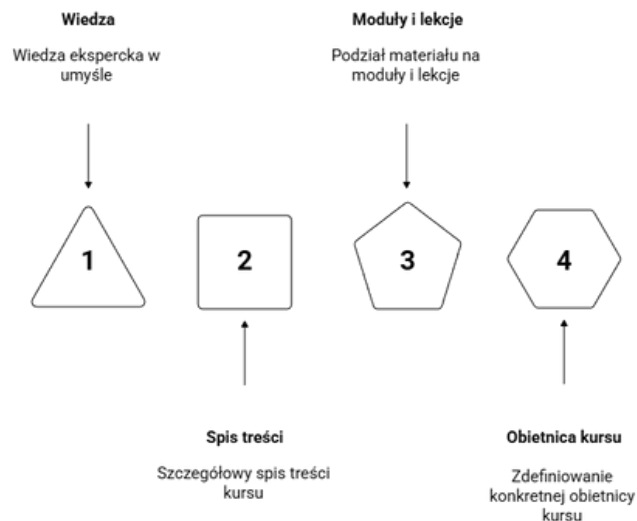 Wiedza
Wiedza ekspercka w
umyśle
Moduły i lekcje
Podział materiału na
moduły i lekcje
1
2
3
4
Spis treści
Szczegółowy spis treści
kursu
Obietnica kursu
Zdefiniowanie
konkretnej obietnicy
kursu